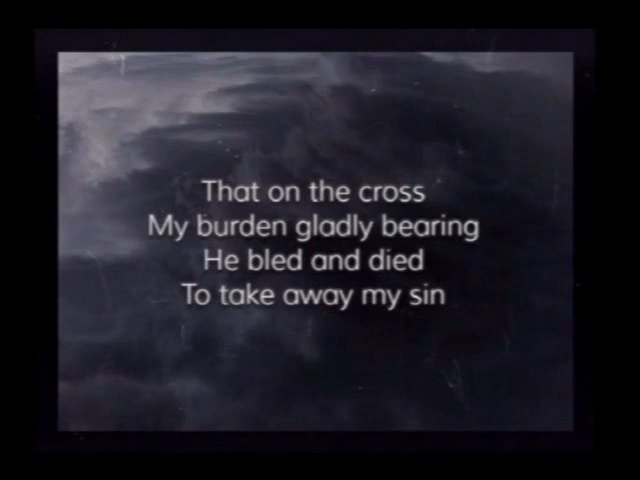 That on the cross
My burden gladly bearing
He bled and died
To take away my sin